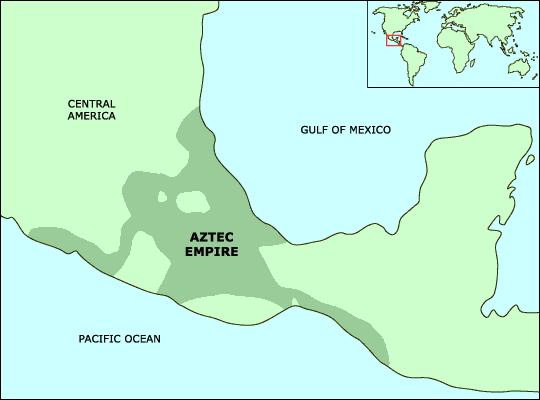 CENTRAL
AMERICA
GULF OF MEXICO
AZTEC
EMPIRE
PACIFIC OCEAN